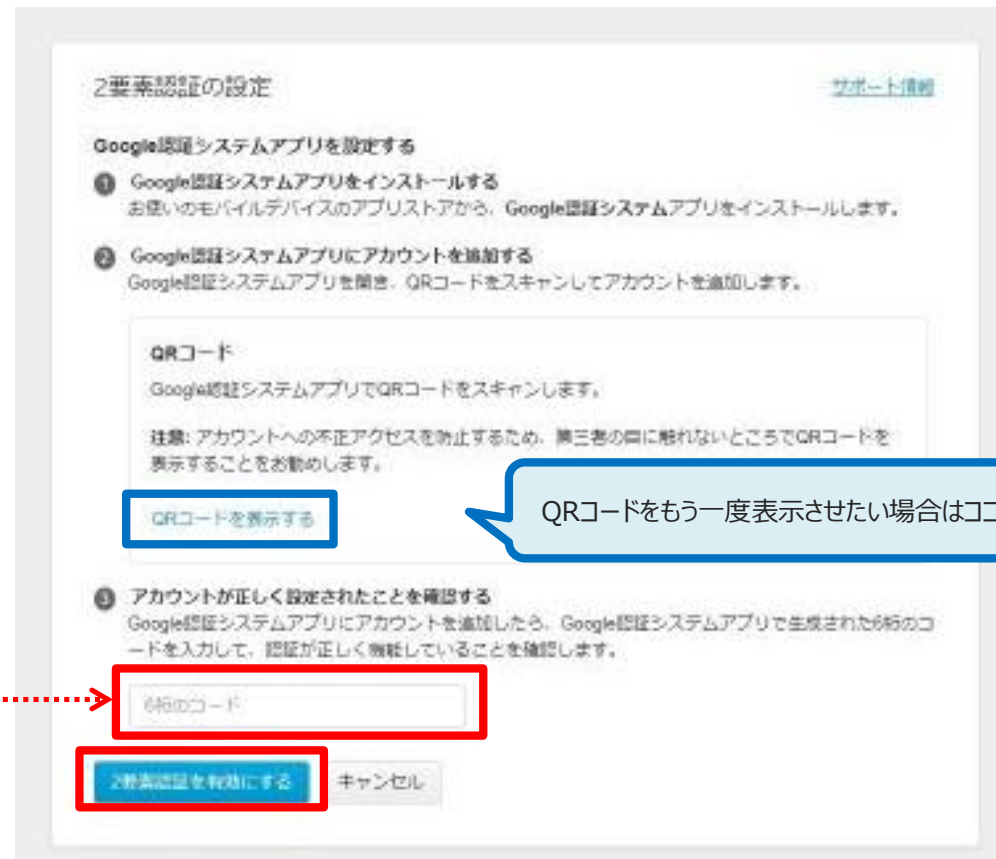 2要素認証の設定
サポート情報
Google認証システムアプリを設定する
1 Google認証システムアプリをインストールする
お使いのモバイルデバイスのアプリストアから、Google認証システムアプリをインストールします。
2 Google認証システムアプリにアカウントを追加する
Google認証システムアプリを開き、QRコードをスキャンしてアカウントを追加します。
QRコード
Google認証システムアプリでQRコードをスキャンします。
注意: アカウントへの不正アクセスを防止するため、第三者の目に触れないところでQRコードを
表示することをお勧めします。
QRコードを表示する
QRコードをもう一度表示させたい場合はココ
3 アカウントが正しく設定されたことを確認する
Google認証システムアプリにアカウントを追加したら、Google認証システムアプリで生成された6桁のコ
ードを入力して、認証が正しく機能していることを確認します。
6桁のコード
2要素認証を有効にする
キャンセル